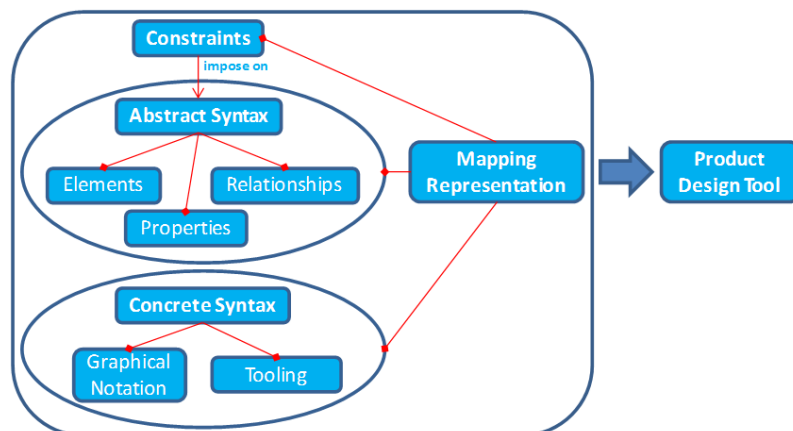 Constraints
impose on
Abstract Syntax
Elements
Relationships
Properties
Mapping
Representation
Product
Design Tool
Concrete Syntax
Graphical
Notation
Tooling